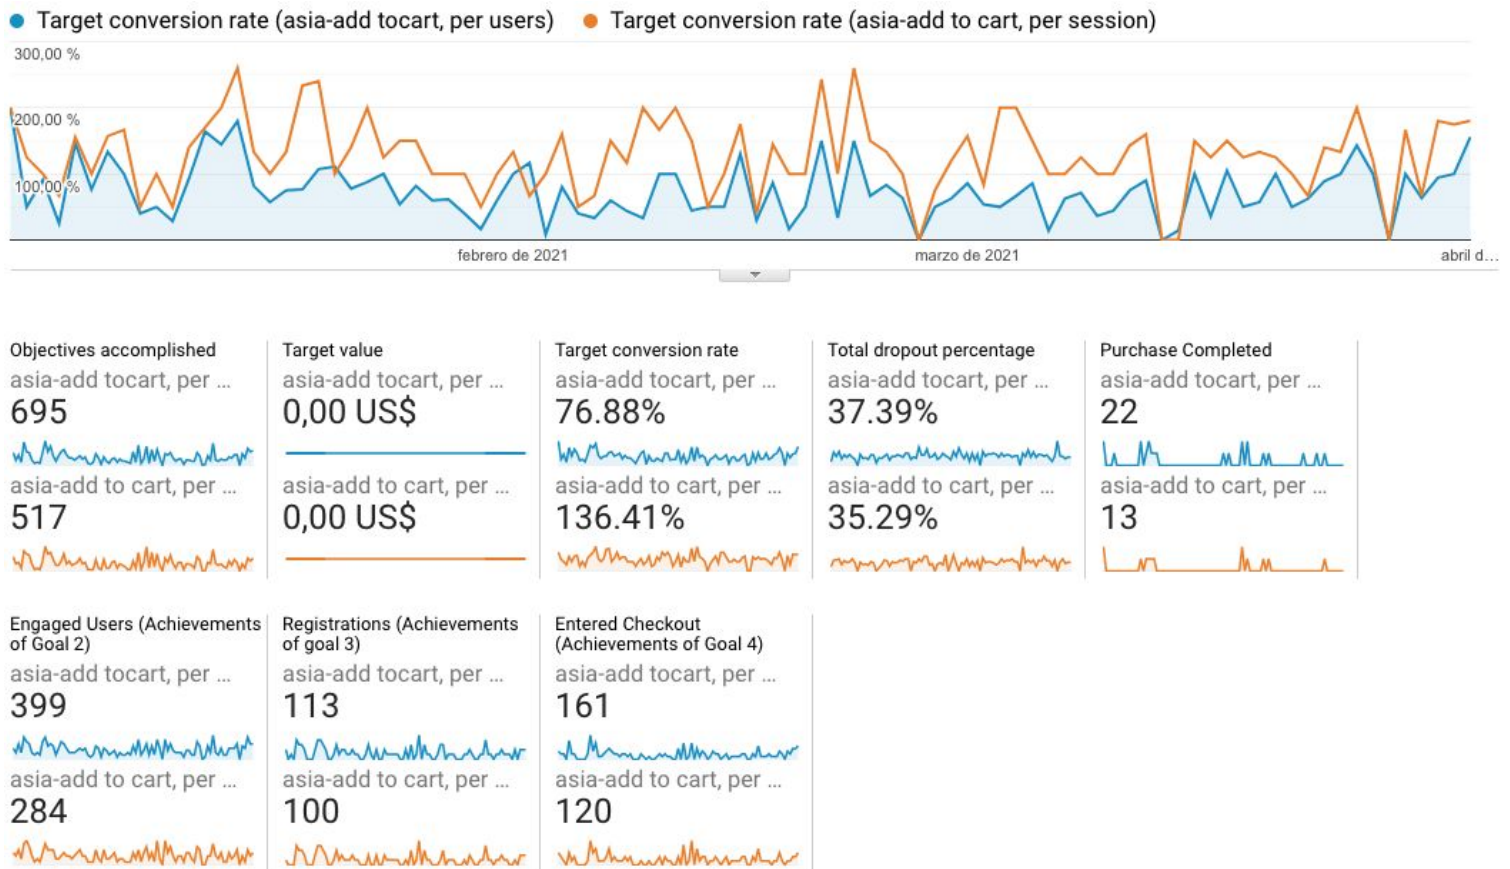 Target conversion rate (asia-add tocart, per users) Target conversion rate (asia-add to cart, per session)
300,00 %
200,00 %
100,00 %
febrero de 2021 marzo de 2021 abril d...
Objectives accomplished
asia-add tocart, per ...
695
asia-add to cart, per ...
517
Target value
asia-add tocart, per ...
0,00 US$
asia-add to cart, per ...
0,00 US$
Target conversion rate
asia-add tocart, per ...
76.88%
asia-add to cart, per ...
136.41%
Total dropout percentage
asia-add tocart, per ...
37.39%
asia-add to cart, per ...
35.29%
Purchase Completed
asia-add tocart, per ...
22
asia-add to cart, per ...
13
Engaged Users (Achievements
of Goal 2)
asia-add tocart, per ...
399
asia-add to cart, per ...
284
Registrations (Achievements
of goal 3)
asia-add tocart, per ...
113
asia-add to cart, per ...
100
Entered Checkout
(Achievements of Goal 4)
asia-add tocart, per ...
161
asia-add to cart, per ...
120